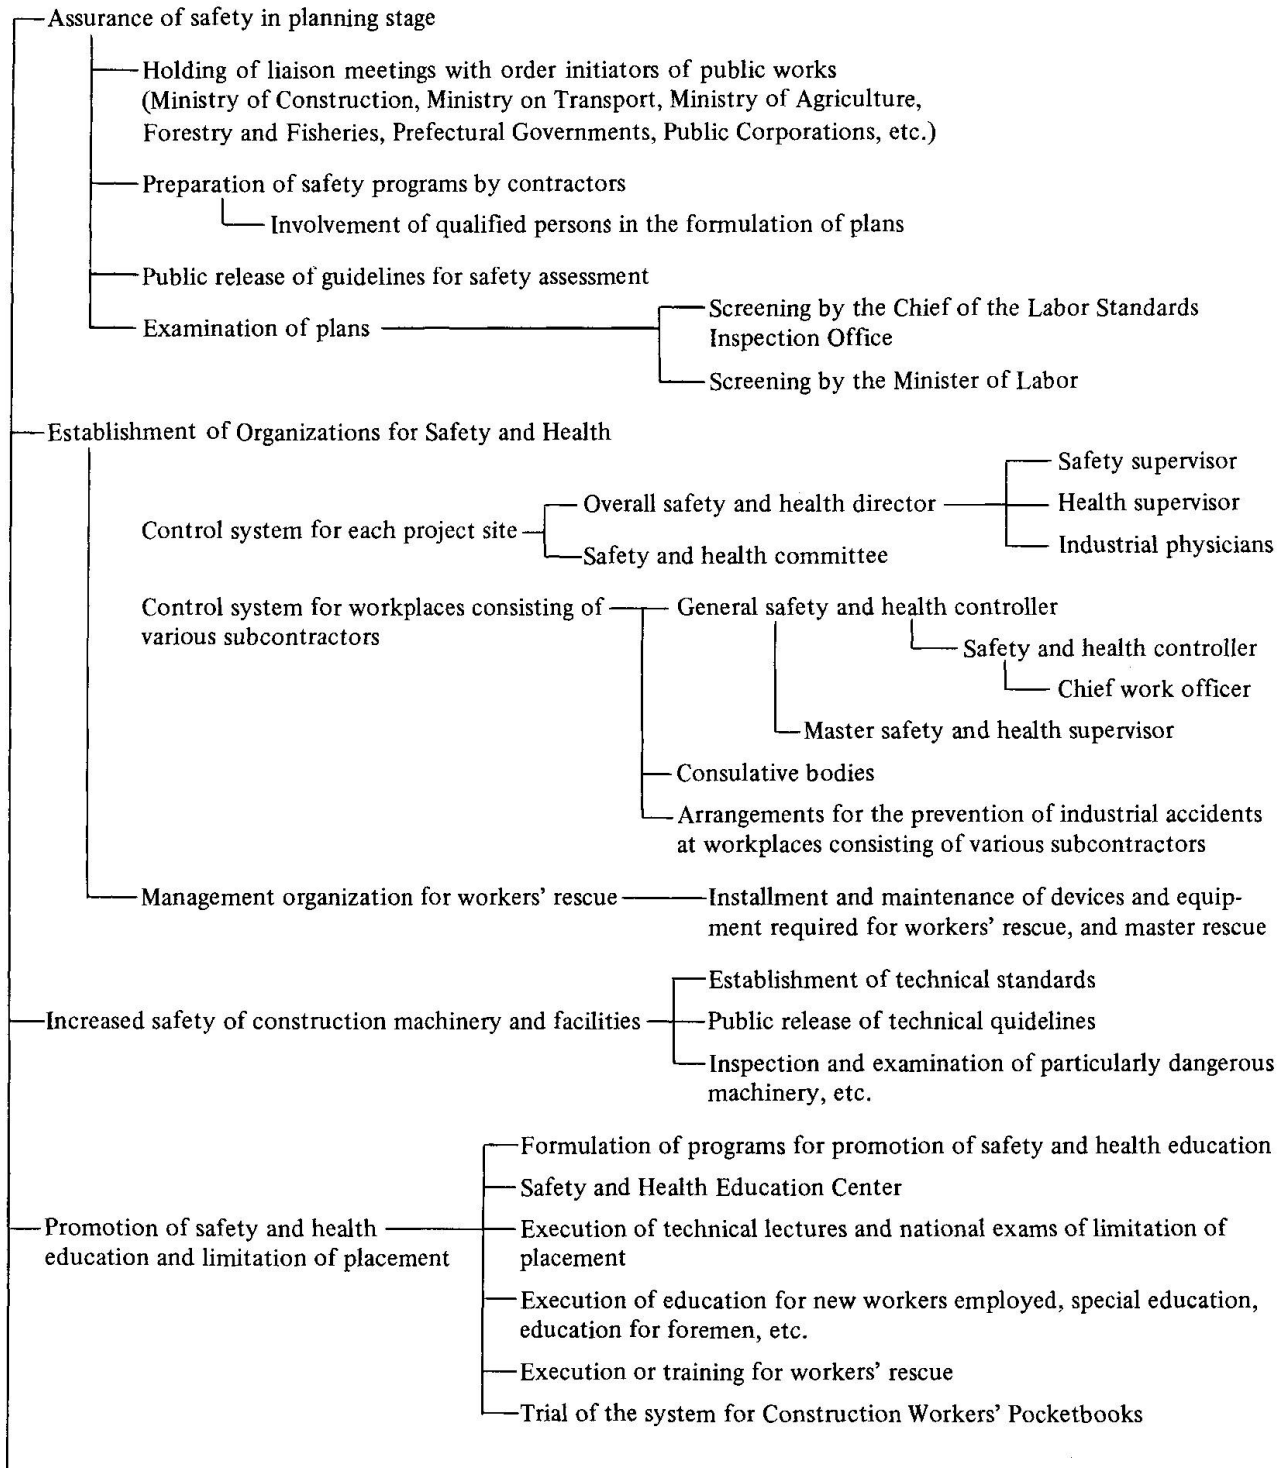 Assurance of safety in planning stage
Holding of liaison meetings with order initiators of public works
(Ministry of Construction, Ministry on Transport, Ministry of Agriculture,
Forestry and Fisheries, Prefectural Governments, Public Corporations, etc.)
Preparation of safety programs by contractors
Involvement of qualified persons in the formulation of plans
Public release of guidelines for safety assessment
Examination of plans
Screening by the Chief of the Labor Standards
Inspection Office
Screening by the Minister of Labor
Establishment of Organizations for Safety and Health
Control system for each project site
Overall safety and health director
Safety supervisor
Health supervisor
Industrial physicians
Safety and health committee
Control system for workplaces consisting of
various subcontractors
General safety and health controller
Safety and health controller
Chief work officer
Master safety and health supervisor
Consulative bodies
Arrangements for the prevention of industrial accidents
at workplaces consisting of various subcontractors
Management organization for workers' rescue
Installment and maintenance of devices and equip-
ment required for workers' rescue, and master rescue
Increased safety of construction machinery and facilities
Establishment of technical standards
Public release of technical quidelines
Inspection and examination of particularly dangerous
machinery, etc.
Promotion of safety and health
education and limitation of placement
Formulation of programs for promotion of safety and health education
Safety and Health Education Center
Execution of technical lectures and national exams of limitation of
placement
Execution of education for new workers employed, special education,
education for foremen, etc.
Execution or training for workers' rescue
Trial of the system for Construction Workers' Pocketbooks